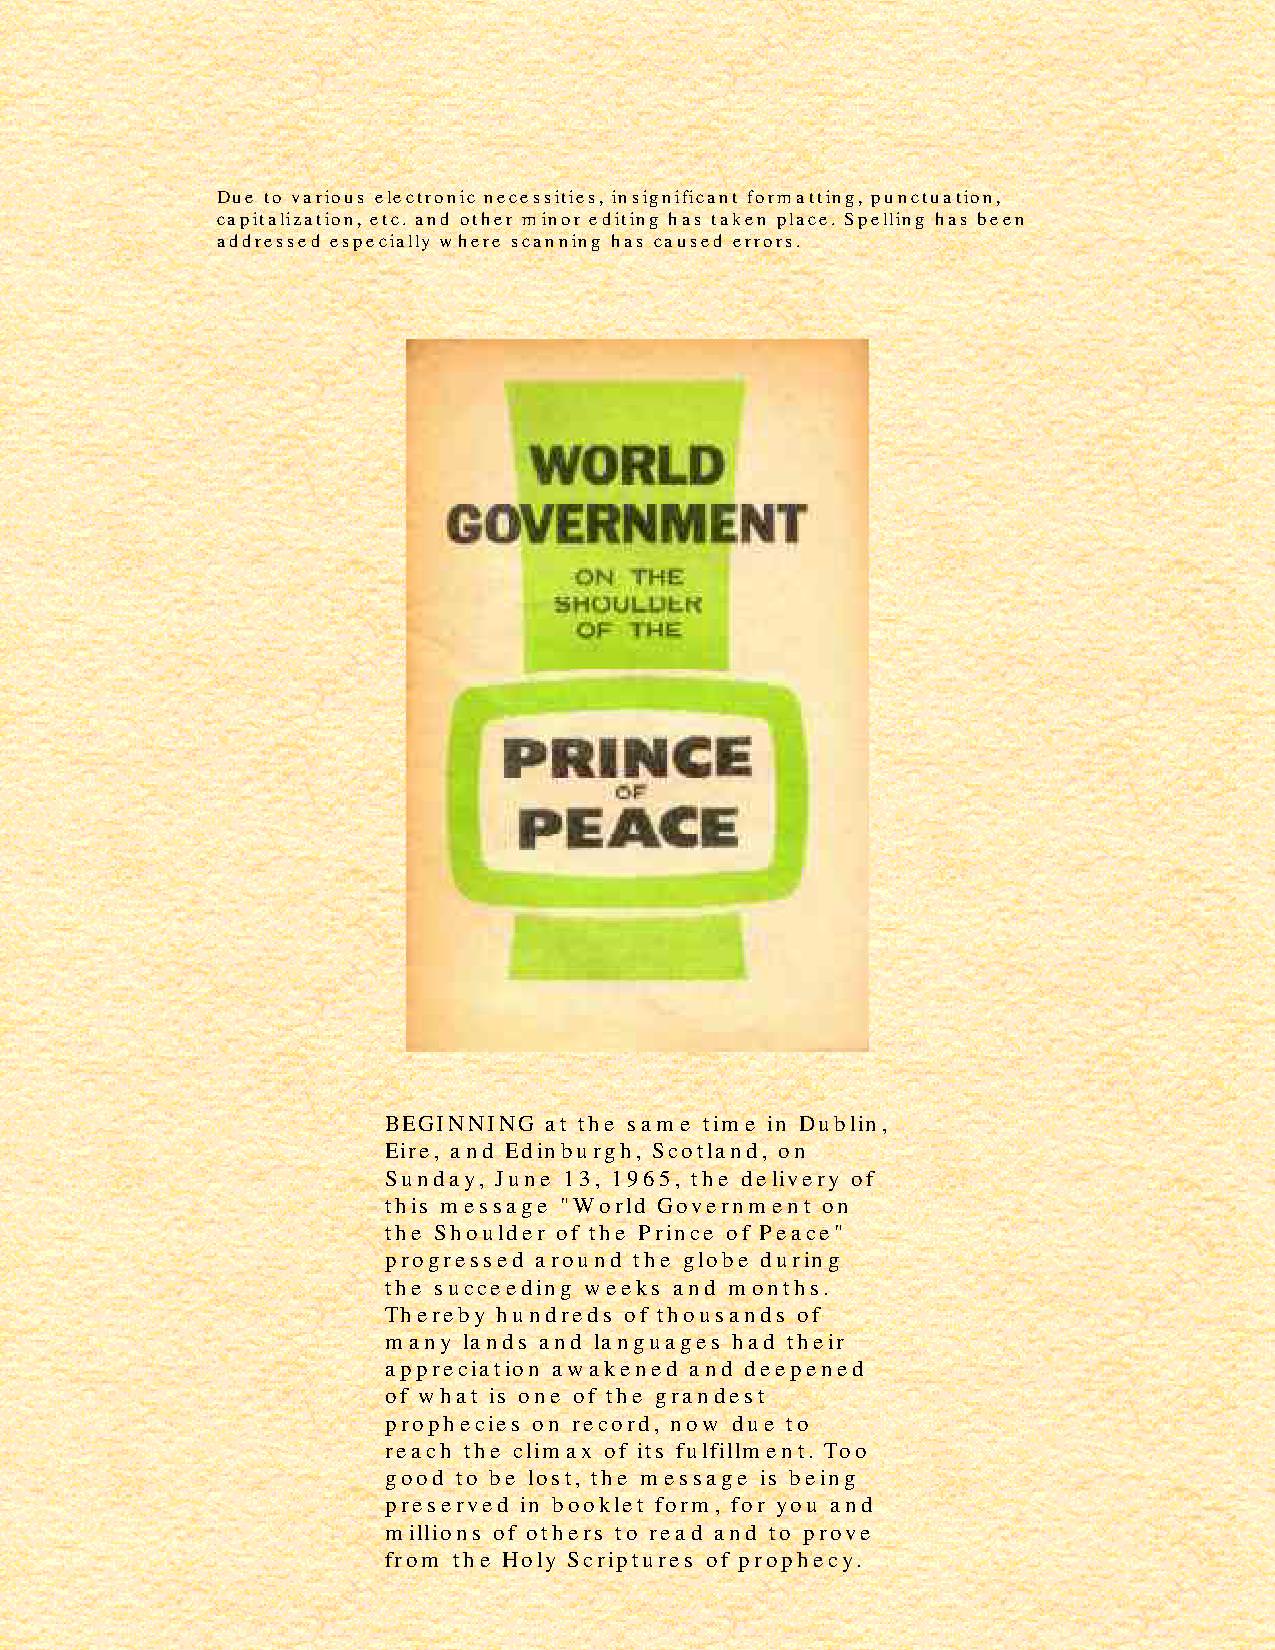 Due to various electronic necessities, insignificant formatting, punctuation,
capitalization, etc. and other minor editing has taken place. Spelling has been
addressed especially where scanning has caused errors.
WORLD
GOVERNMENT
ON THE
SHOULDER
OF THE
PRINCE
OF
PEACE
BEGINNING at the same time in Dublin,
Eire, and Edinburgh, Scotland, on
Sunday, June 13, 1965, the delivery of
this message "World Government on
the Shoulder of the Prince of Peace"
progressed around the globe during
the succeeding weeks and months.
Thereby hundreds of thousands of
many lands and languages had their
appreciation awakened and deepened
of what is one of the grandest
prophecies on record, now due to
reach the climax of its fulfillment. Too
good to be lost, the message is being
preserved in booklet form, for you and
millions of others to read and to prove
from the Holy Scriptures of prophecy.